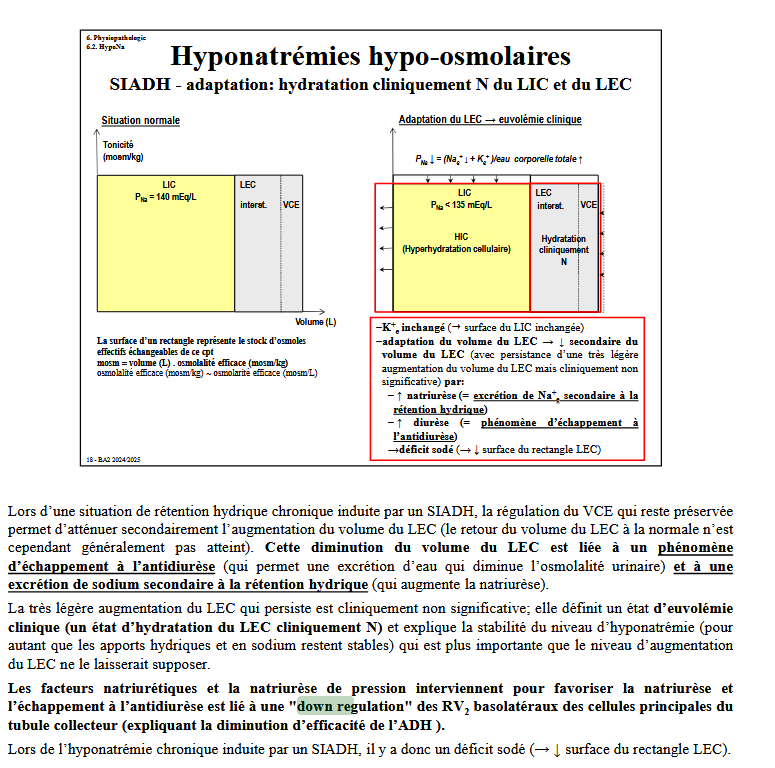 6. Physiopathologie
6.2. HypoNa
Hyponatrémies hypo-osmolaires
SIADH - adaptation: hydratation cliniquement N du LIC et du LEC
Situation normale
Tonicité
(mosm/kg)
LIC
P_Na = 140 mEq/L
LEC
interst.
VCE
Volume (L)
La surface d'un rectangle représente le stock d'osmoles
effectifs échangeables de ce cpt
mosm = volume (L) . osmolalité efficace (mosm/kg)
osmolalité efficace (mosm/kg) ~ osmolarité efficace (mosm/L)
18 - BA2 2024/2025
Adaptation du LEC → euvolémie clinique
P_Na ↓ = (Na_e^+ ↓ + K_e^+ )/eau corporelle totale ↑
LIC
P_Na < 135 mEq/L
HIC
(Hyperhydratation cellulaire)
LEC
interst.
VCE
Hydratation
cliniquement
N
–K^+_e inchangé (→ surface du LIC inchangée)
–adaptation du volume du LEC → ↓ secondaire du
volume du LEC (avec persistance d'une très légère
augmentation du volume du LEC mais cliniquement non
significative) par:
– ↑ natriurèse (= excrétion de Na^+_e secondaire à la
rétention hydrique)
– ↑ diurèse (= phénomène d'échappement à
l'antidiurèse)
→déficit sodé (→ ↓ surface du rectangle LEC)
Lors d'une situation de rétention hydrique chronique induite par un SIADH, la régulation du VCE qui reste préservée
permet d'atténuer secondairement l'augmentation du volume du LEC (le retour du volume du LEC à la normale n'est
cependant généralement pas atteint). Cette diminution du volume du LEC est liée à un phénomène
d'échappement à l'antidiurèse (qui permet une excrétion d'eau qui diminue l'osmolalité urinaire) et à une
excrétion de sodium secondaire à la rétention hydrique (qui augmente la natriurèse).
La très légère augmentation du LEC qui persiste est cliniquement non significative; elle définit un état d'euvolémie
clinique (un état d'hydratation du LEC cliniquement N) et explique la stabilité du niveau d'hyponatrémie (pour
autant que les apports hydriques et en sodium restent stables) qui est plus importante que le niveau d'augmentation
du LEC ne le laisserait supposer.
Les facteurs natriurétiques et la natriurèse de pression interviennent pour favoriser la natriurèse et
l'échappement à l'antidiurèse est lié à une "down regulation" des RV_2 basolatéraux des cellules principales du
tubule collecteur (expliquant la diminution d'efficacité de l'ADH ).
Lors de l'hyponatrémie chronique induite par un SIADH, il y a donc un déficit sodé (→ ↓ surface du rectangle LEC).